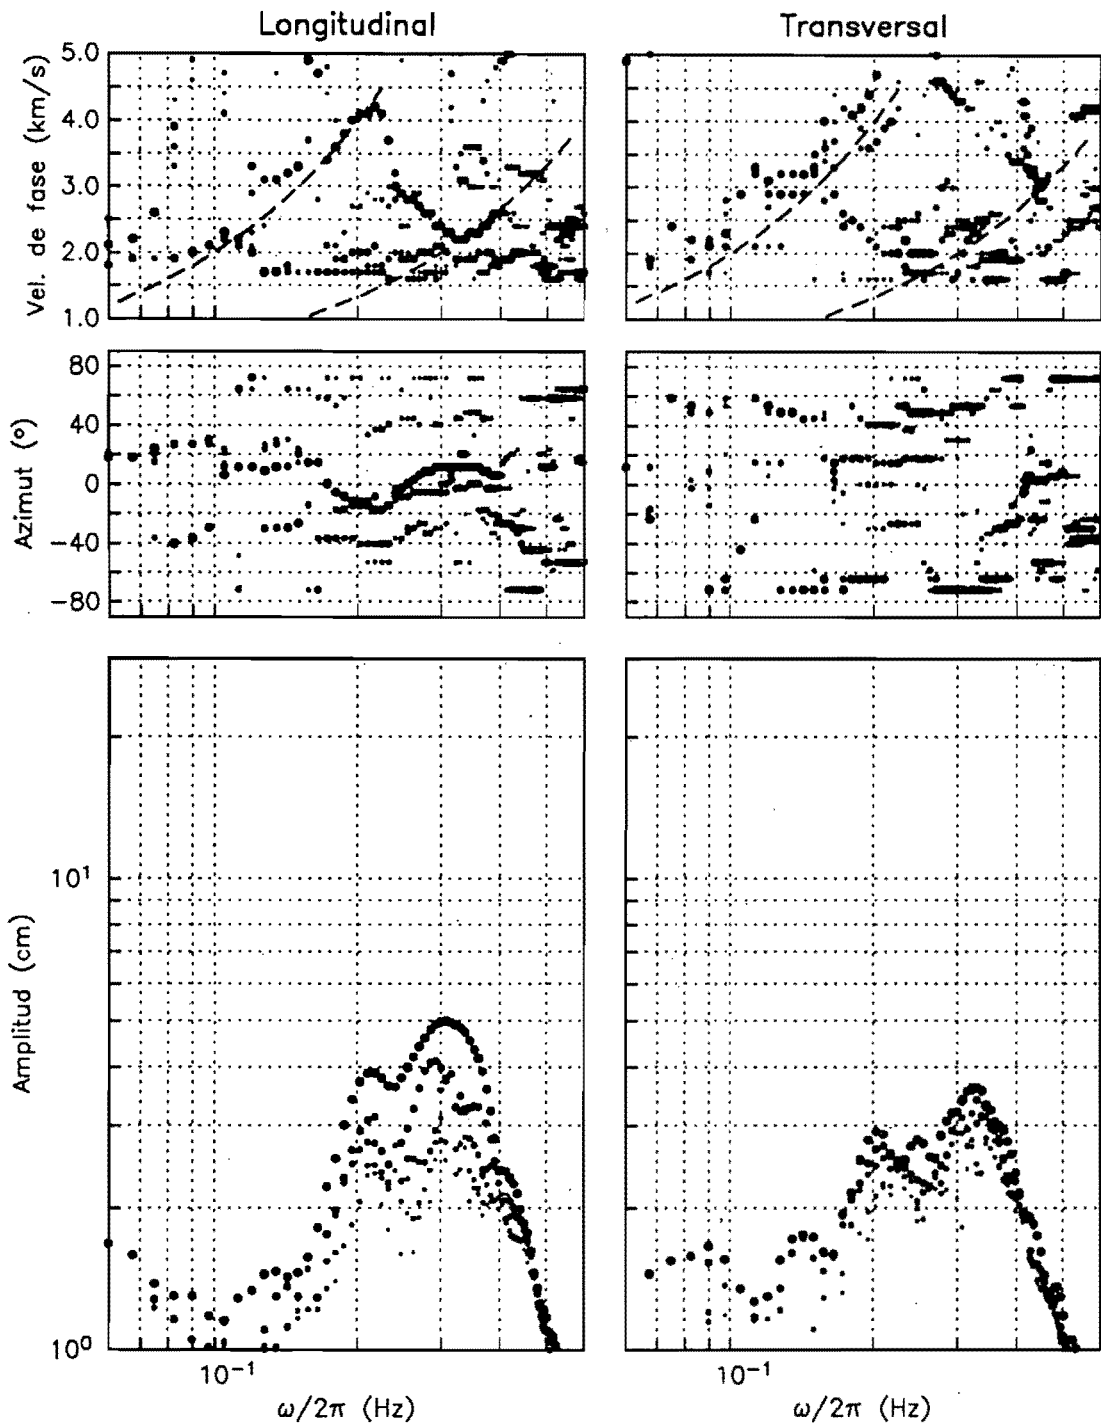 Longitudinal
Transversal
Vel. de fase (km/s)
5.0
4.0
3.0
2.0
1.0
Azimut (º)
80
40
0
−40
−80
Amplitud (cm)
10¹
10⁰
10⁻¹
10⁻¹
ω/2π (Hz)
ω/2π (Hz)